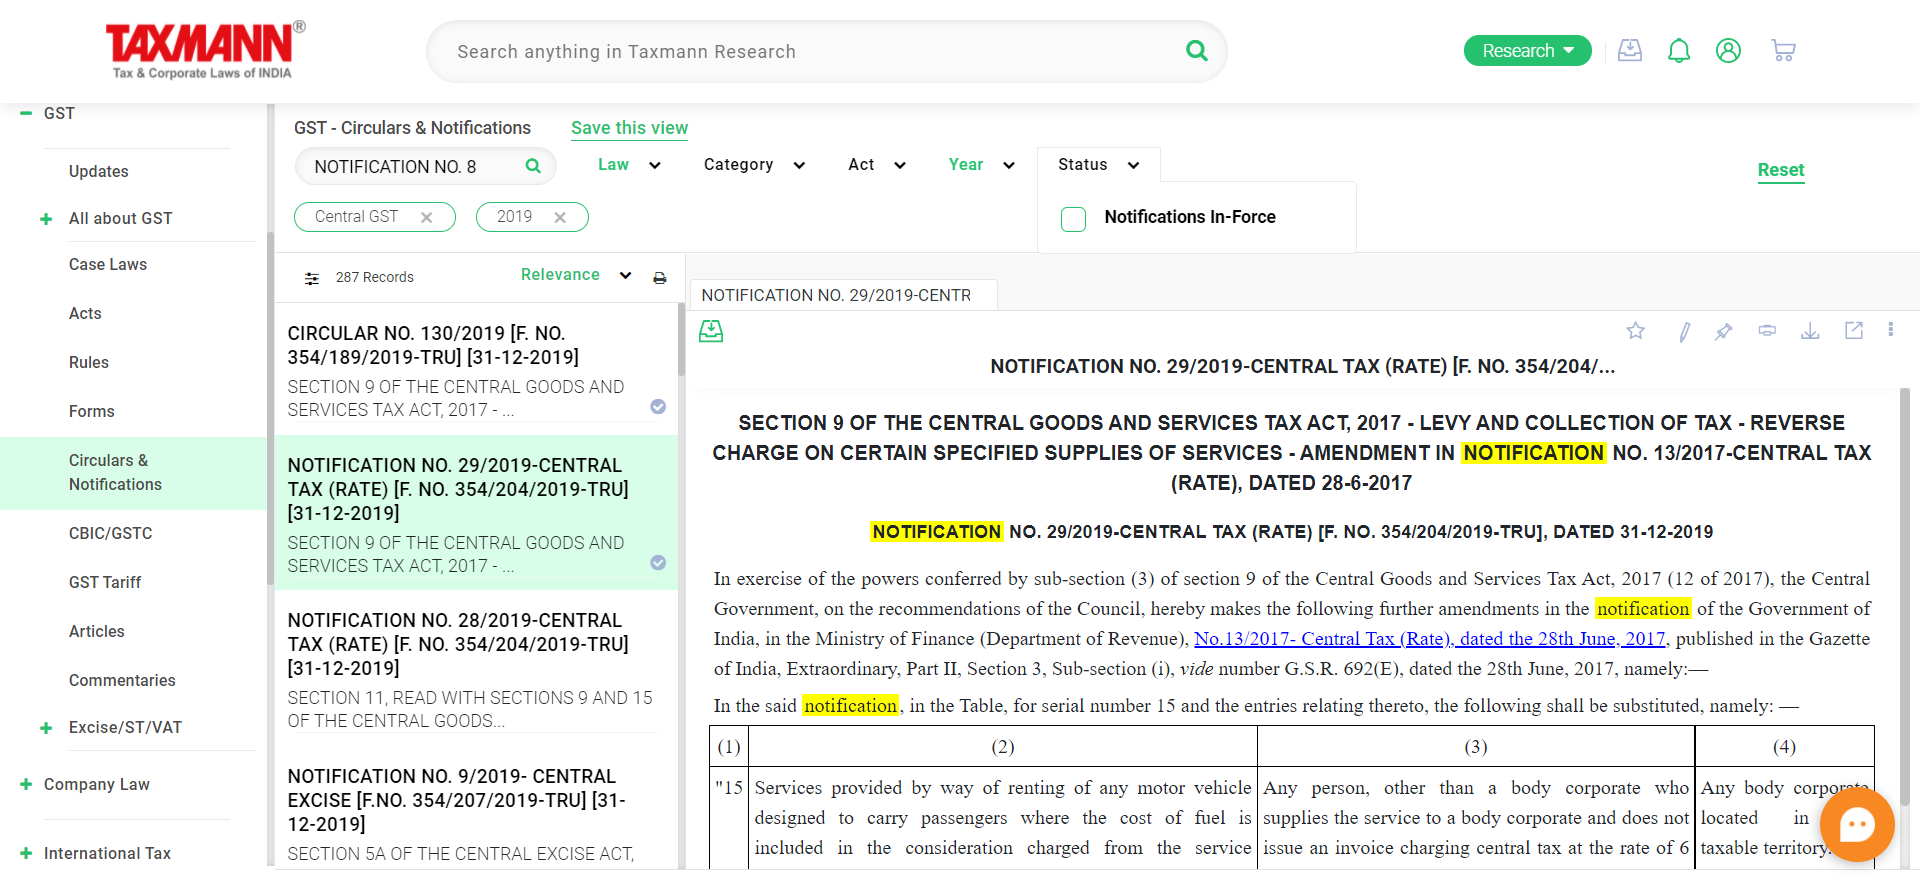 TAXMANN®
Tax & Corporate Laws of INDIA
Search anything in Taxmann Research
Research
GST
Updates
All about GST
Case Laws
Acts
Rules
Forms
Circulars &
Notifications
CBIC/GSTC
GST Tariff
Articles
Commentaries
Excise/ST/VAT
Company Law
International Tax
GST - Circulars & Notifications
Save this view
NOTIFICATION NO. 8
Law
Category
Act
Year
Status
Reset
Central GST
2019
Notifications In-Force
287 Records
Relevance
CIRCULAR NO. 130/2019 [F. NO.
354/189/2019-TRU] [31-12-2019]
SECTION 9 OF THE CENTRAL GOODS AND
SERVICES TAX ACT, 2017 - ...
NOTIFICATION NO. 29/2019-CENTRAL
TAX (RATE) [F. NO. 354/204/2019-TRU]
[31-12-2019]
SECTION 9 OF THE CENTRAL GOODS AND
SERVICES TAX ACT, 2017 - ...
NOTIFICATION NO. 28/2019-CENTRAL
TAX (RATE) [F. NO. 354/204/2019-TRU]
[31-12-2019]
SECTION 11, READ WITH SECTIONS 9 AND 15
OF THE CENTRAL GOODS...
NOTIFICATION NO. 9/2019- CENTRAL
EXCISE [F.NO. 354/207/2019-TRU] [31-
12-2019]
SECTION 5A OF THE CENTRAL EXCISE ACT,
NOTIFICATION NO. 29/2019-CENTR
NOTIFICATION NO. 29/2019-CENTRAL TAX (RATE) [F. NO. 354/204/...
SECTION 9 OF THE CENTRAL GOODS AND SERVICES TAX ACT, 2017 - LEVY AND COLLECTION OF TAX - REVERSE
CHARGE ON CERTAIN SPECIFIED SUPPLIES OF SERVICES - AMENDMENT IN NOTIFICATION NO. 13/2017-CENTRAL TAX
(RATE), DATED 28-6-2017
NOTIFICATION NO. 29/2019-CENTRAL TAX (RATE) [F. NO. 354/204/2019-TRU], DATED 31-12-2019
In exercise of the powers conferred by sub-section (3) of section 9 of the Central Goods and Services Tax Act, 2017 (12 of 2017), the Central
Government, on the recommendations of the Council, hereby makes the following further amendments in the notification of the Government of
India, in the Ministry of Finance (Department of Revenue), No.13/2017- Central Tax (Rate), dated the 28th June, 2017, published in the Gazette
of India, Extraordinary, Part II, Section 3, Sub-section (i), vide number G.S.R. 692(E), dated the 28th June, 2017, namely:—
In the said notification, in the Table, for serial number 15 and the entries relating thereto, the following shall be substituted, namely: —
(1) (2) (3) (4)
"15 Services provided by way of renting of any motor vehicle Any person, other than a body corporate who Any body corporate
designed to carry passengers where the cost of fuel is supplies the service to a body corporate and does not located in
included in the consideration charged from the service issue an invoice charging central tax at the rate of 6 taxable territory.